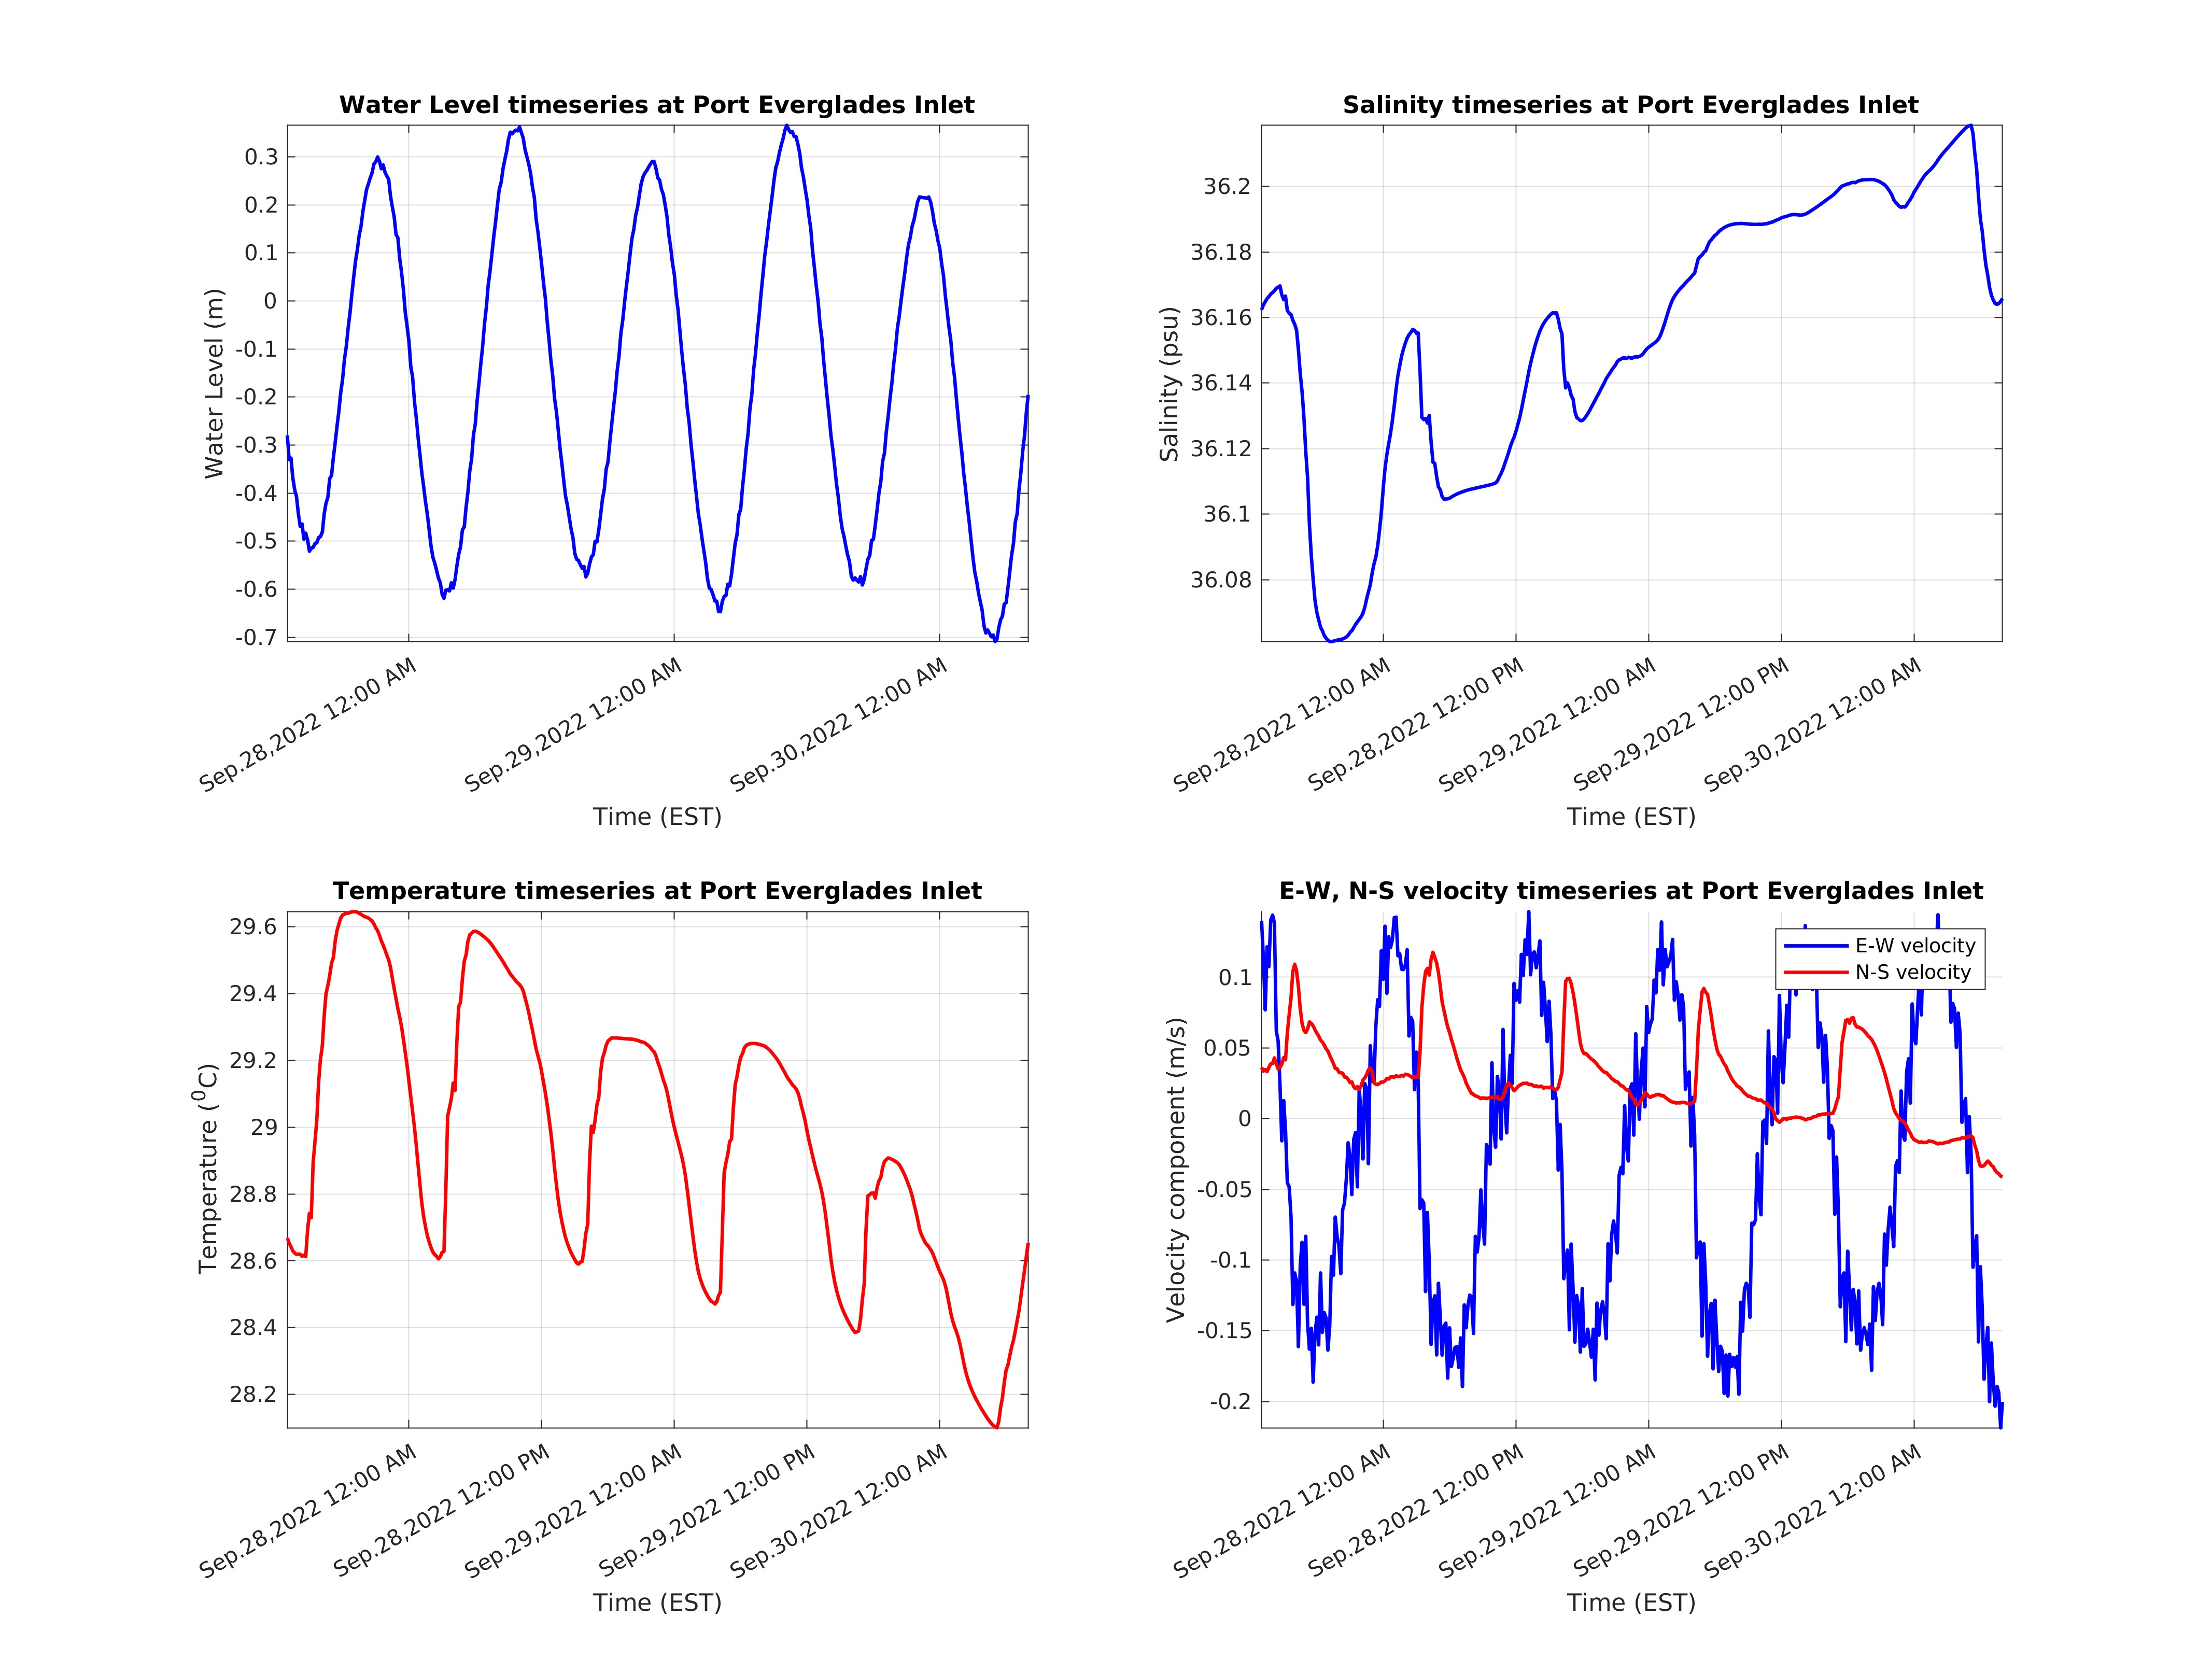 Water Level timeseries at Port Everglades Inlet
0.3
0.2
0.1
0
-0.1
-0.2
-0.3
-0.4
-0.5
-0.6
-0.7
Water Level (m)
Sep.28,2022 12:00 AM
Sep.29,2022 12:00 AM
Sep.30,2022 12:00 AM
Time (EST)
Salinity timeseries at Port Everglades Inlet
36.2
36.18
36.16
36.14
36.12
36.1
36.08
Salinity (psu)
Sep.28,2022 12:00 AM
Sep.28,2022 12:00 PM
Sep.29,2022 12:00 AM
Sep.29,2022 12:00 PM
Sep.30,2022 12:00 AM
Time (EST)
Temperature timeseries at Port Everglades Inlet
29.6
29.4
29.2
29
28.8
28.6
28.4
28.2
Temperature (⁰C)
Sep.28,2022 12:00 AM
Sep.28,2022 12:00 PM
Sep.29,2022 12:00 AM
Sep.29,2022 12:00 PM
Sep.30,2022 12:00 AM
Time (EST)
E-W, N-S velocity timeseries at Port Everglades Inlet
E-W velocity
N-S velocity
0.1
0.05
0
-0.05
-0.1
-0.15
-0.2
Velocity component (m/s)
Sep.28,2022 12:00 AM
Sep.28,2022 12:00 PM
Sep.29,2022 12:00 AM
Sep.29,2022 12:00 PM
Sep.30,2022 12:00 AM
Time (EST)